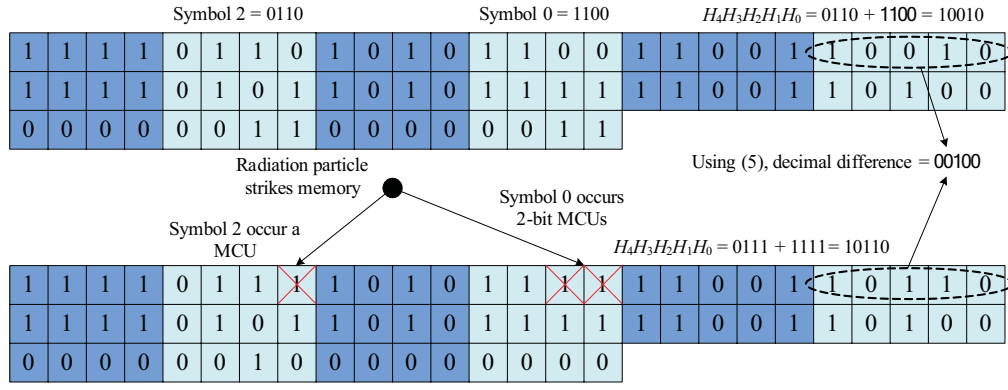 Symbol 2 = 0110
Symbol 0 = 1100
H4H3H2H1H0 = 0110 + 1100 = 10010
1 1 1 1 0 1 1 0 1 0 1 0 1 1 0 0 1 1 0 0 1 1 0 0 1 0
1 1 1 1 0 1 0 1 1 0 1 0 1 1 1 1 1 1 0 0 1 1 0 1 0 0
0 0 0 0 0 0 1 1 0 0 0 0 0 0 1 1
Radiation particle
strikes memory
Using (5), decimal difference = 00100
Symbol 0 occurs
2-bit MCUs
Symbol 2 occur a
MCU
H4H3H2H1H0 = 0111 + 1111 = 10110
1 1 1 1 0 1 1 1 1 0 1 0 1 1 1 1 1 1 0 0 1 1 0 1 1 0
1 1 1 1 0 1 0 1 1 0 1 0 1 1 1 1 1 1 0 0 1 1 0 1 0 0
0 0 0 0 0 0 1 0 0 0 0 0 0 0 0 0